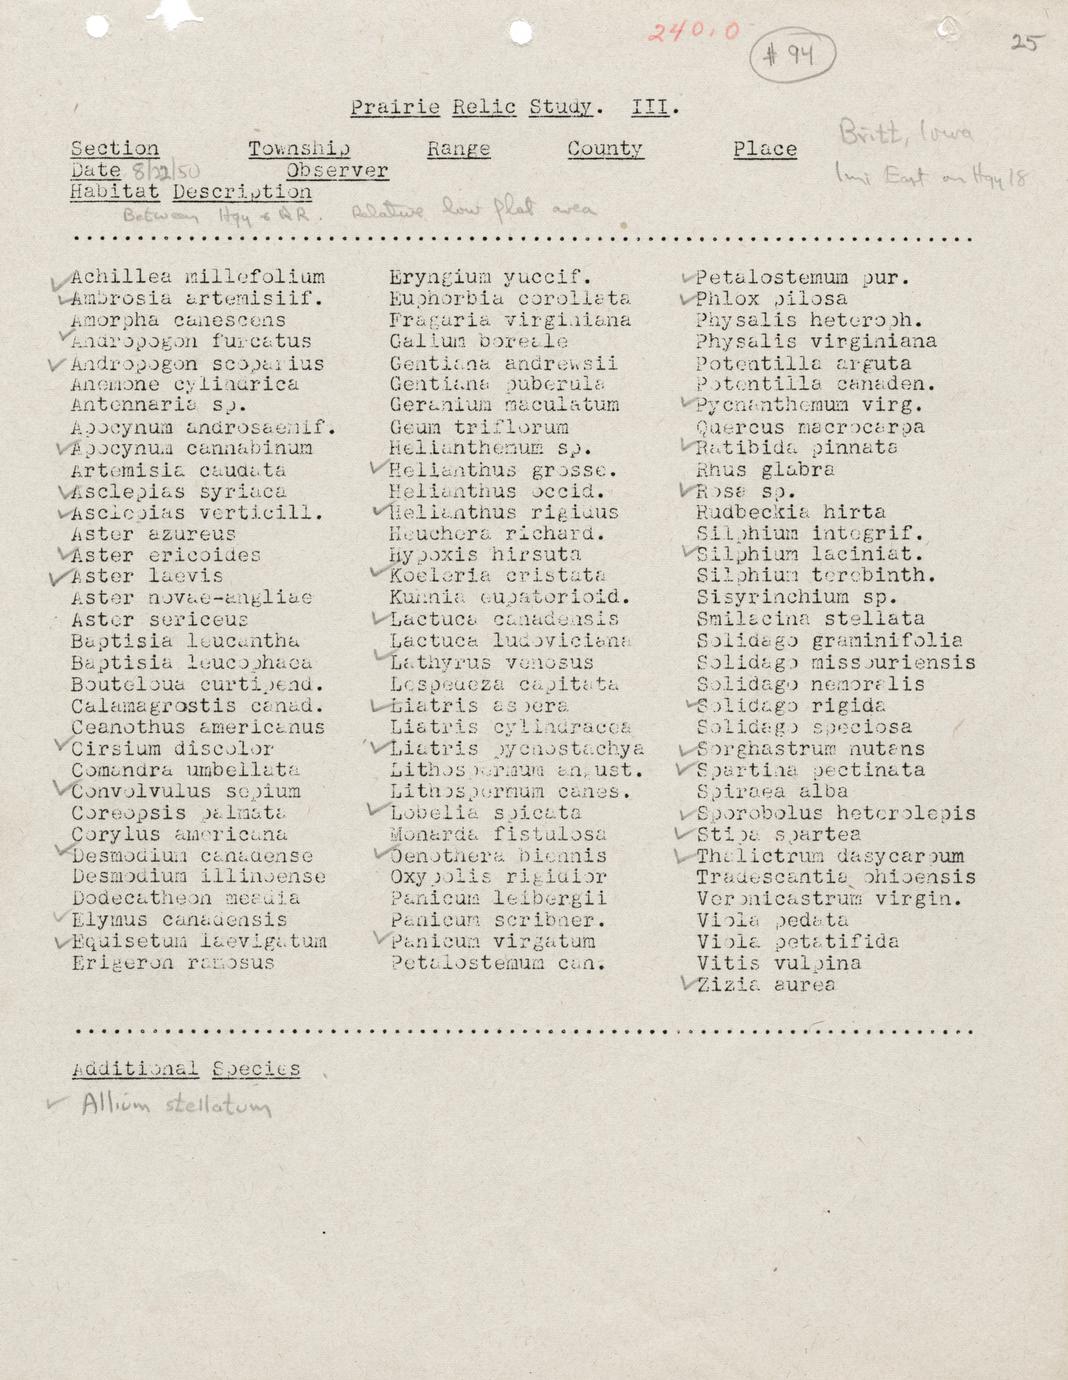 240.0
# 94
25
Prairie Relic Study. III.
Britt, Iowa
Section Township Range County Place
Date 8/22/50 Observer
1 mi East on Hgy 18
Habitat Description
Between Hgy & RR. Relative low flat area
✓Achillea millefolium Eryngium yuccif. ✓Petalostemum pur.
✓Ambrosia artemisiif. Euphorbia corollata ✓Phlox pilosa
Amorpha canescens Fragaria virginiana Physalis heteroph.
✓Andropogon furcatus Galium boreale Physalis virginiana
✓Andropogon scoparius Gentiana andrewsii Potentilla arguta
Anemone cylindrica Gentiana puberula Potentilla canaden.
Antennaria sp. Geranium maculatum ✓Pycnanthemum virg.
Apocynum androsaemif. Geum triflorum Quercus macrocarpa
✓Apocynum cannabinum Helianthemum sp. ✓Ratibida pinnata
Artemisia caudata ✓Helianthus grosse. Rhus glabra
✓Asclepias syriaca Helianthus occid. ✓Rosa sp.
✓Asclepias verticill. ✓Helianthus rigidus Rudbeckia hirta
Aster azureus Heuchera richard. Silphium integrif.
✓Aster ericoides Hypoxis hirsuta ✓Silphium laciniat.
✓Aster laevis ✓Koeleria cristata Silphium terebinth.
Aster novae-angliae Kuhnia eupatorioid. Sisyrinchium sp.
Aster sericeus ✓Lactuca canadensis Smilacina stellata
Baptisia leucantha Lactuca ludoviciana Solidago graminifolia
Baptisia leucophaea ✓Lathyrus venosus Solidago missouriensis
Bouteloua curtipend. Lespedeza capitata Solidago nemoralis
Calamagrostis canad. ✓Liatris aspera ✓Solidago rigida
Ceanothus americanus Liatris cylindracea Solidago speciosa
✓Cirsium discolor ✓Liatris pycnostachya ✓Sorghastrum nutans
Comandra umbellata Lithospermum angust. ✓Spartina pectinata
✓Convolvulus sepium Lithospermum canes. Spiraea alba
Coreopsis palmata ✓Lobelia spicata ✓Sporobolus heterolepis
Corylus americana Monarda fistulosa ✓Stipa spartea
✓Desmodium canadense ✓Oenothera biennis ✓Thalictrum dasycarpum
Desmodium illinoense Oxypolis rigidior Tradescantia ohioensis
Dodecatheon meadia Panicum leibergii Veronicastrum virgin.
✓Elymus canadensis Panicum scribner. Viola pedata
✓Equisetum laevigatum ✓Panicum virgatum Viola petatifida
Erigeron ramosus Petalostemum can. Vitis vulpina
✓Zizia aurea
Additional Species
✓ Allium stellatum